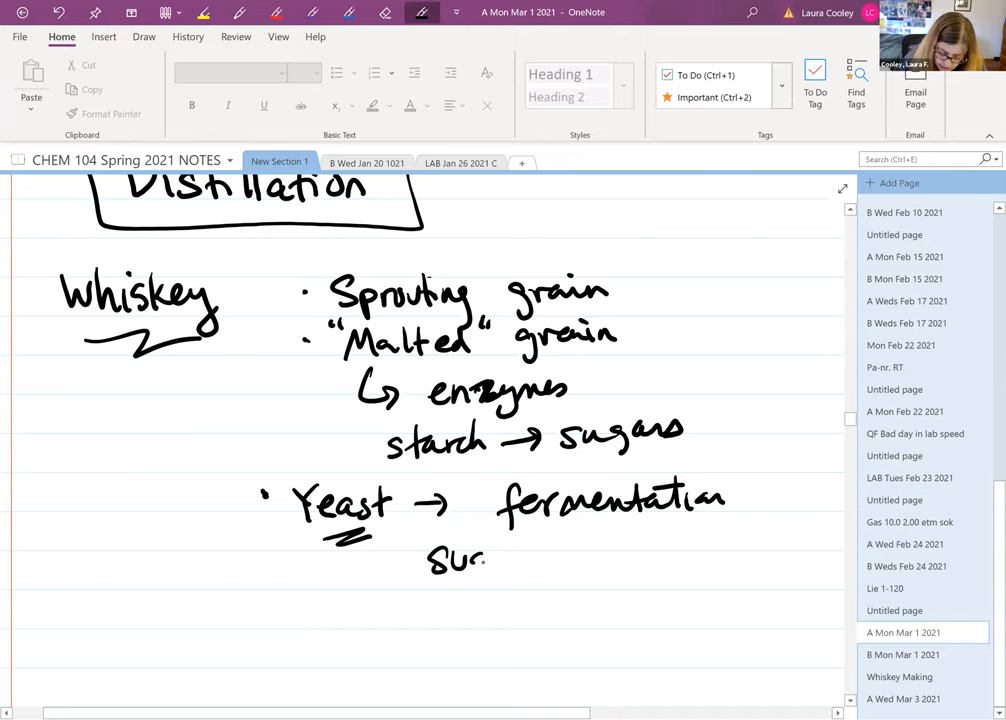 A Mon Mar 1 2021 - OneNote
Laura Cooley
LC
Cooley, Laura F.
File Home Insert Draw History Review View Help
Paste
Cut
Copy
Format Painter
Clipboard
B I U ab x A
Basic Text
Heading 1
Heading 2
Styles
To Do (Ctrl+1)
Important (Ctrl+2)
To Do Tag
Find Tags
Tags
Email Page
Email
CHEM 104 Spring 2021 NOTES
New Section 1
B Wed Jan 20 1021
LAB Jan 26 2021 C
Search (Ctrl+E)
Add Page
Distillation
Whiskey · Sprouting grain
· "Malted" grain
↳ enzymes
starch → sugars
· Yeast → fermentation
sug
B Wed Feb 10 2021
Untitled page
A Mon Feb 15 2021
B Mon Feb 15 2021
A Weds Feb 17 2021
B Weds Feb 17 2021
Mon Feb 22 2021
Pa-nr. RT
Untitled page
A Mon Feb 22 2021
QF Bad day in lab speed
Untitled page
LAB Tues Feb 23 2021
Untitled page
Gas 10.0 2.00 etm sok
A Wed Feb 24 2021
B Weds Feb 24 2021
Lie 1-120
Untitled page
A Mon Mar 1 2021
B Mon Mar 1 2021
Whiskey Making
A Wed Mar 3 2021